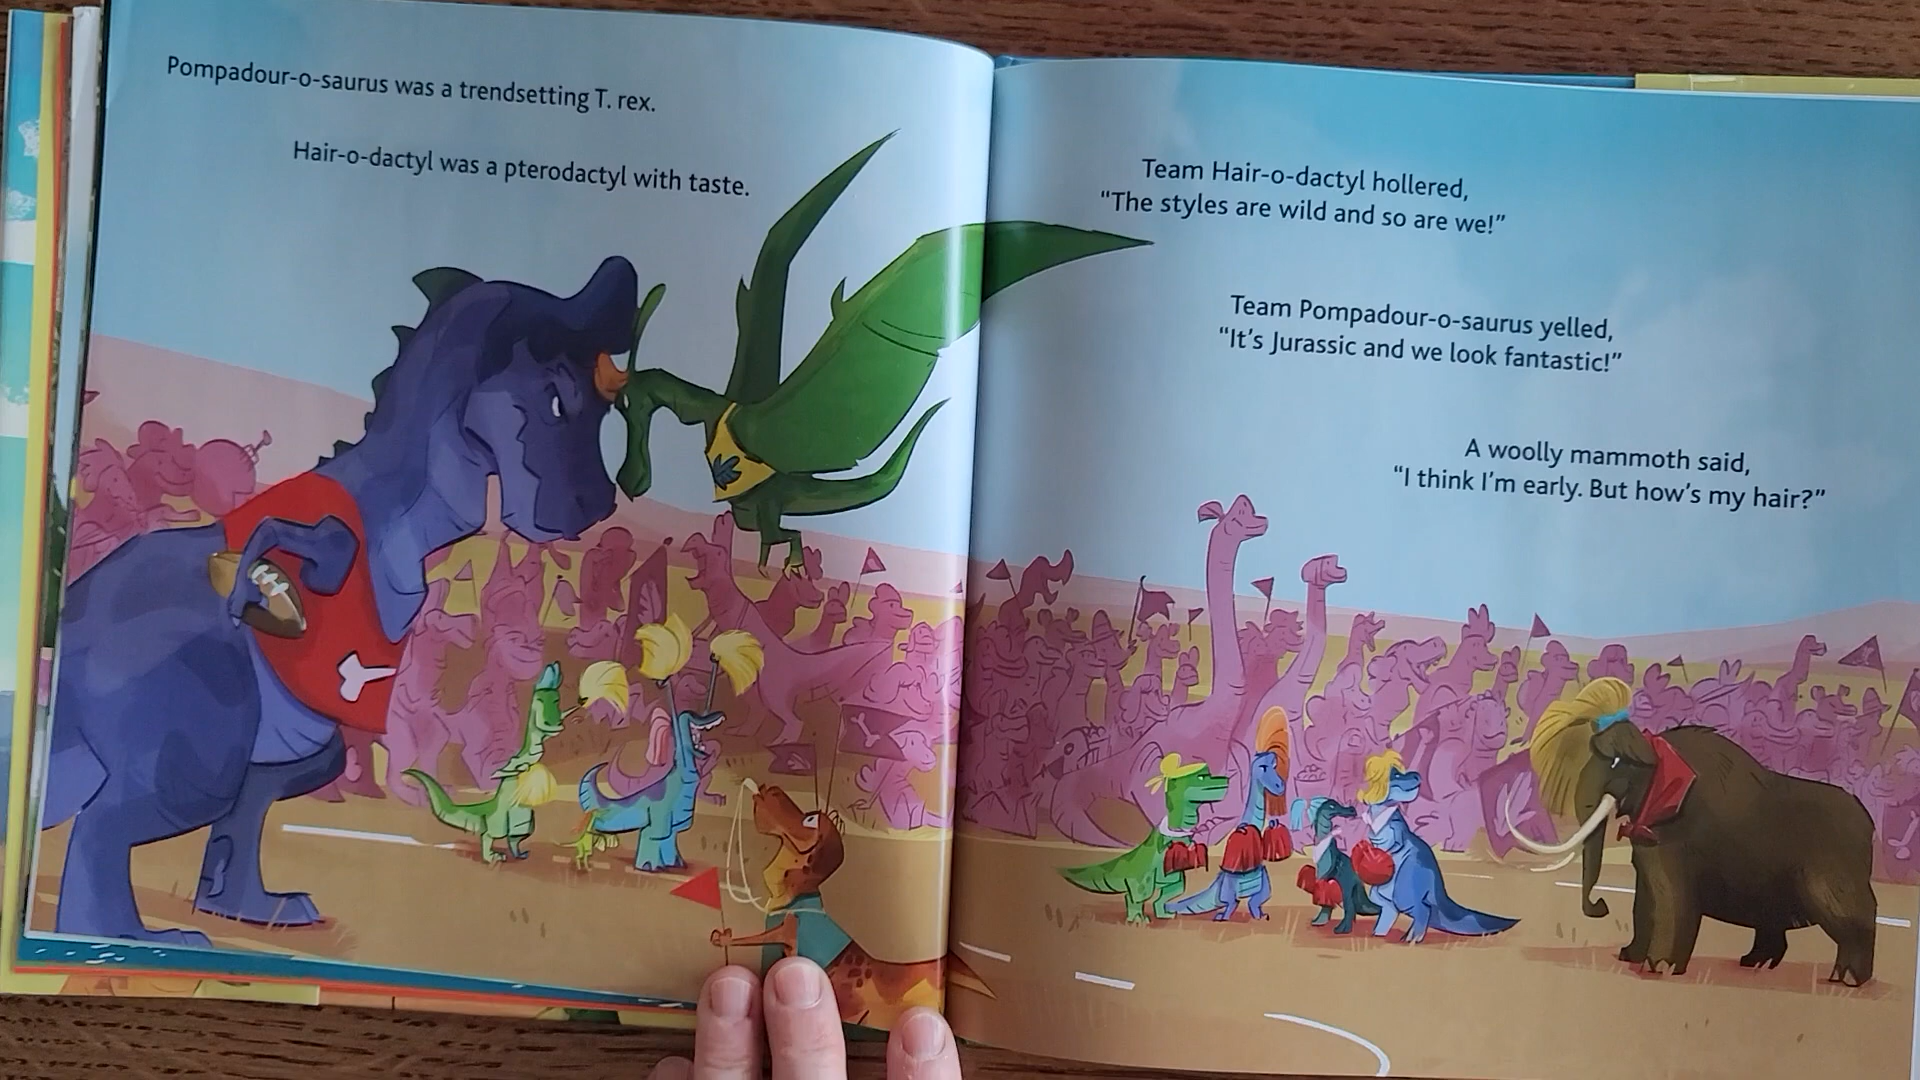 Pompadour-o-saurus was a trendsetting T. rex.
Hair-o-dactyl was a pterodactyl with taste.
Team Hair-o-dactyl hollered,
“The styles are wild and so are we!”
Team Pompadour-o-saurus yelled,
“It’s Jurassic and we look fantastic!”
A woolly mammoth said,
“I think I’m early. But how’s my hair?”